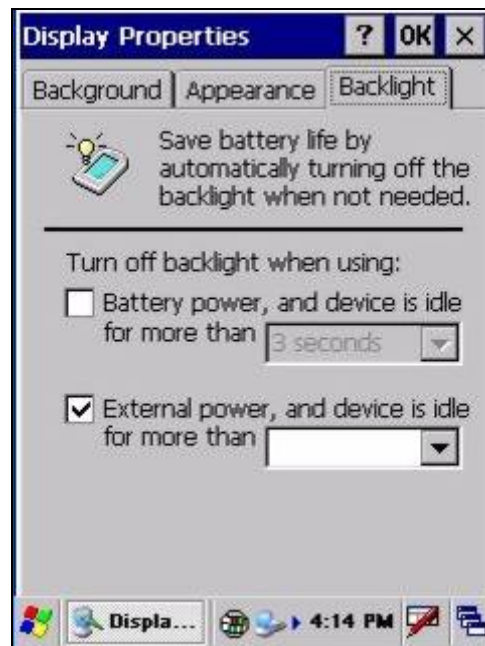 Display Properties ? OK ×
Background Appearance Backlight
Save battery life by
automatically turning off the
backlight when not needed.
Turn off backlight when using:
Battery power, and device is idle
for more than 3 seconds
External power, and device is idle
for more than
Displa... 4:14 PM